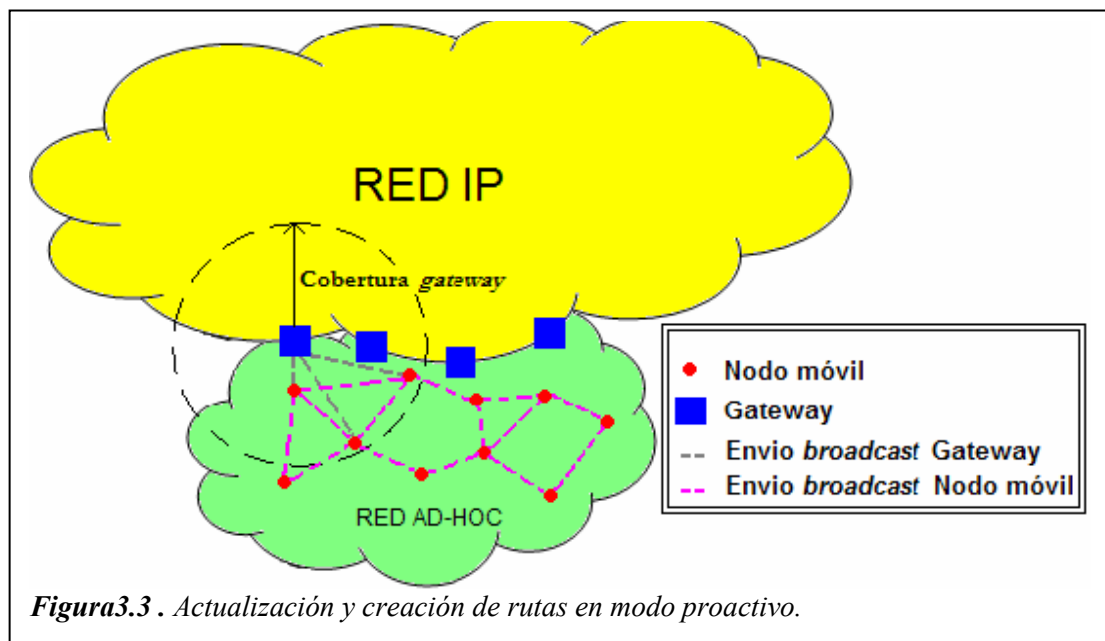 RED IP
Cobertura gateway
Nodo móvil
Gateway
Envio broadcast Gateway
Envio broadcast Nodo móvil
RED AD-HOC
Figura3.3 . Actualización y creación de rutas en modo proactivo.